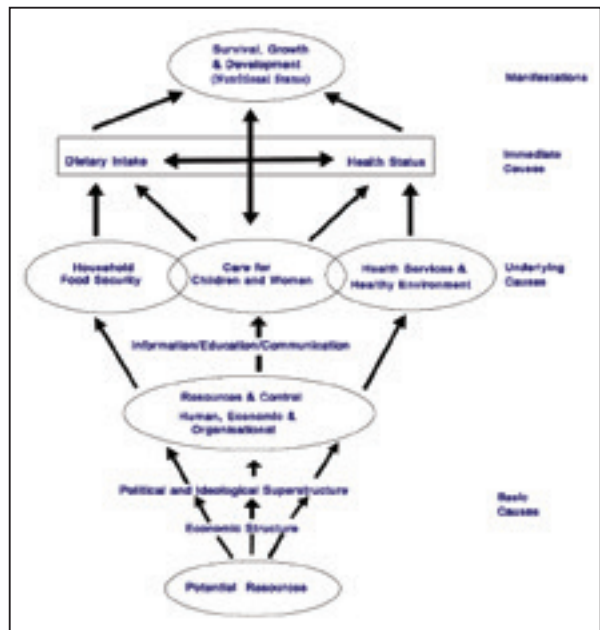 Survival, Growth
& Development
(Nutritional Status)
Manifestations
Dietary Intake
Health Status
Immediate
Causes
Household
Food Security
Care for
Children and Women
Health Services &
Healthy Environment
Underlying
Causes
Information/Education/Communication
Resources & Control
Human, Economic &
Organisational
Political and Ideological Superstructure
Economic Structure
Basic
Causes
Potential Resources